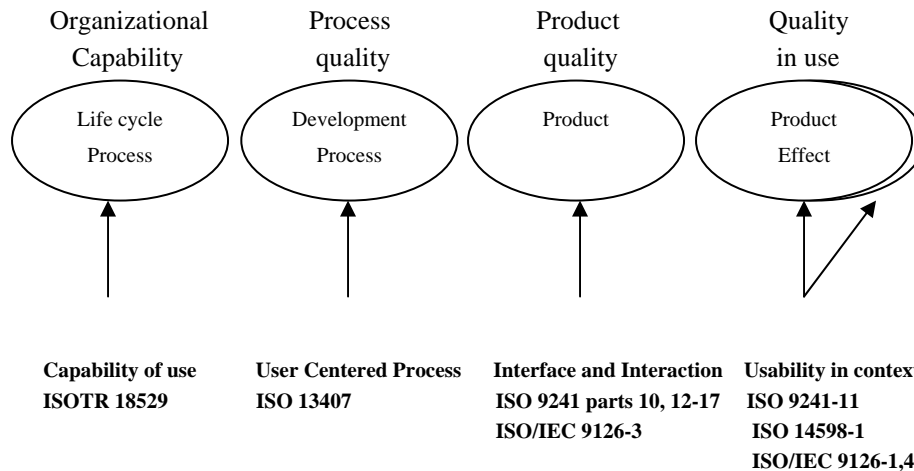 Organizational
Capability
Process
quality
Product
quality
Quality
in use
Life cycle
Process
Development
Process
Product
Product
Effect
Capability of use
ISOTR 18529
User Centered Process
ISO 13407
Interface and Interaction
ISO 9241 parts 10, 12-17
ISO/IEC 9126-3
Usability in contex
ISO 9241-11
ISO 14598-1
ISO/IEC 9126-1,4